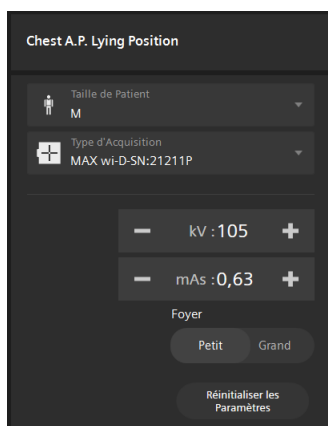 Chest A.P. Lying Position
Taille de Patient
M
Type d'Acquisition
MAX wi-D-SN:21211P
kV : 105
mAs : 0,63
Foyer
Petit Grand
Réinitialiser les
Paramètres